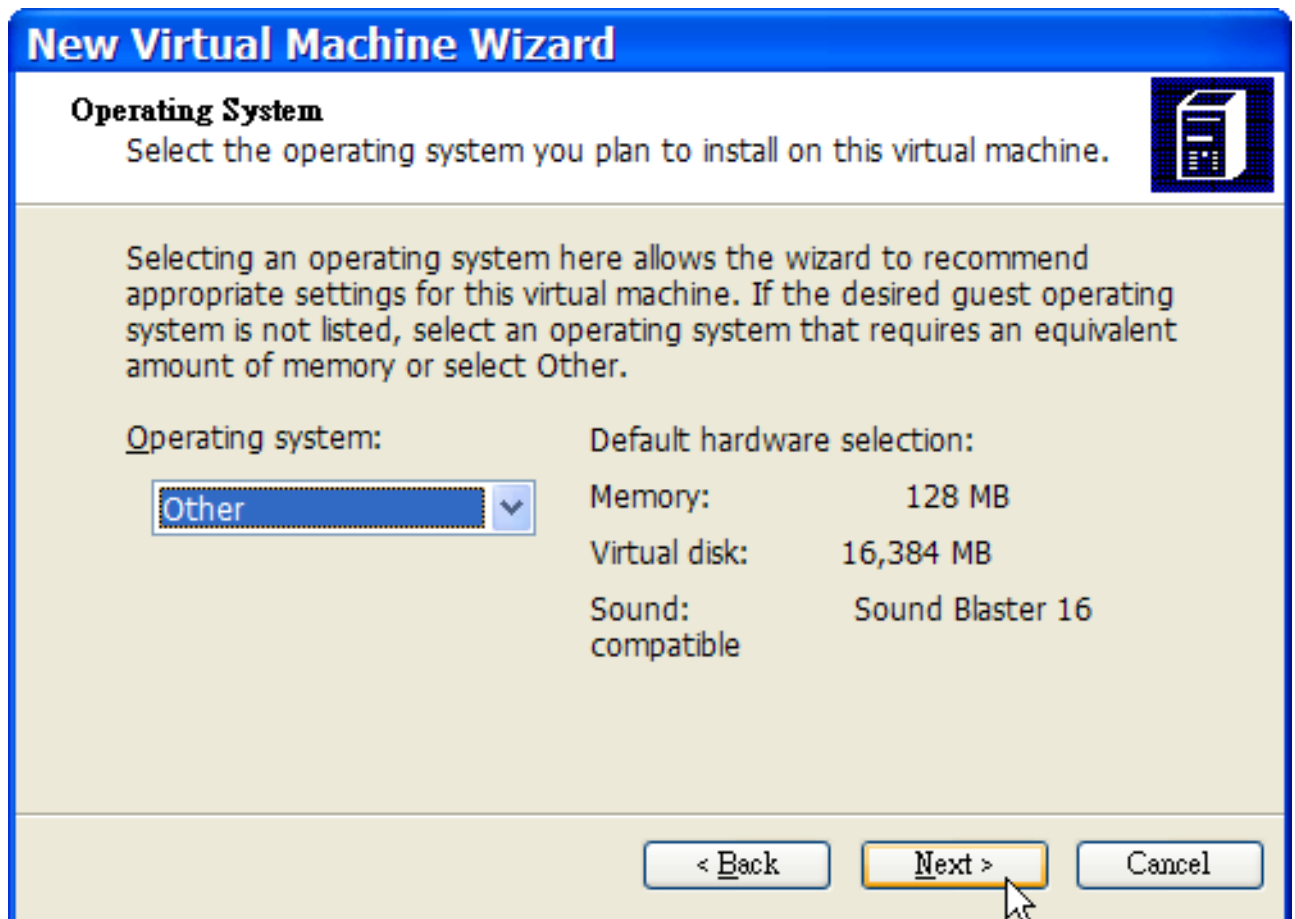 New Virtual Machine Wizard
Operating System
Select the operating system you plan to install on this virtual machine.
Selecting an operating system here allows the wizard to recommend
appropriate settings for this virtual machine. If the desired guest operating
system is not listed, select an operating system that requires an equivalent
amount of memory or select Other.
Operating system:
Other
Default hardware selection:
Memory: 128 MB
Virtual disk: 16,384 MB
Sound: Sound Blaster 16
compatible
< Back Next > Cancel